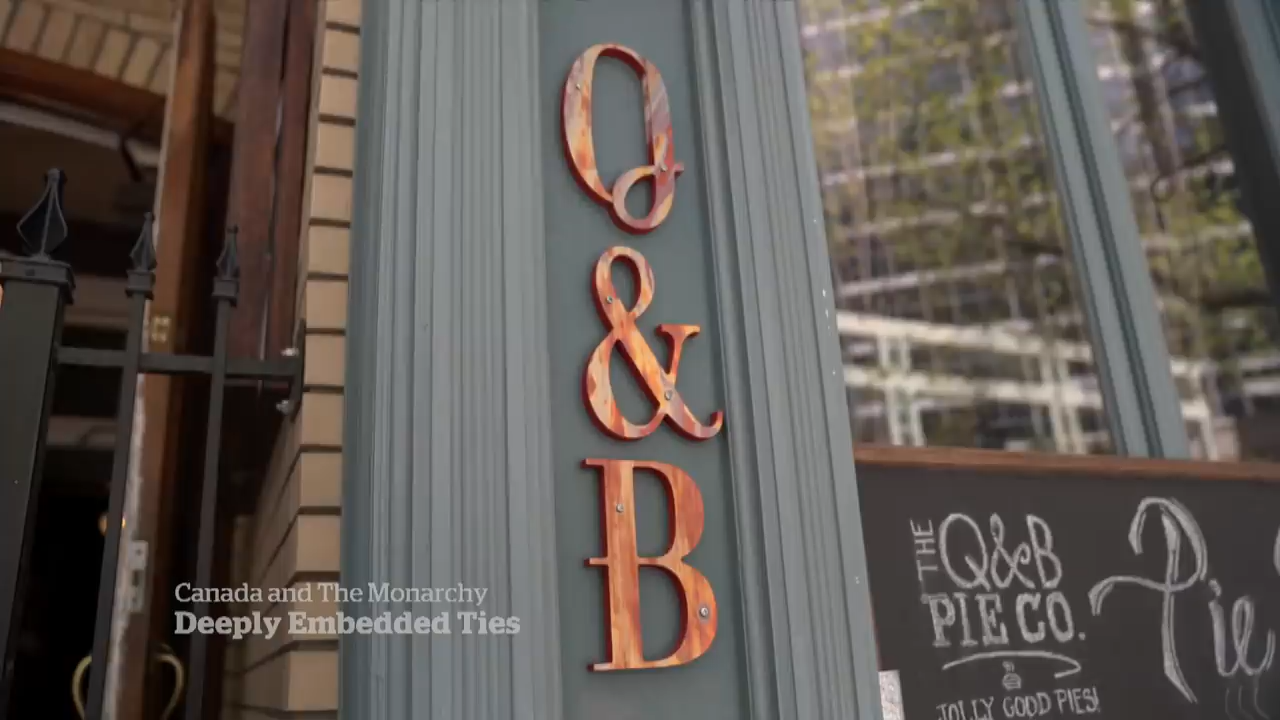 Q
&
B
Canada and The Monarchy
Deeply Embedded Ties
THE
Q&B
PIE CO.
JOLLY GOOD PIES!
Pie